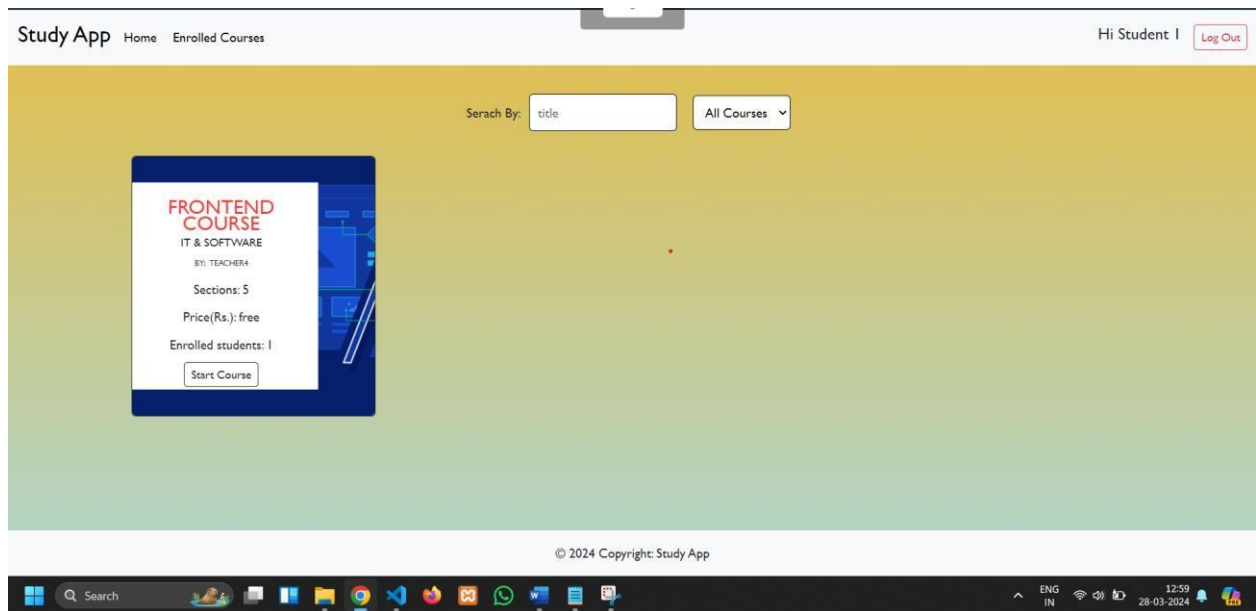 Study App Home Enrolled Courses Hi Student 1 Log Out
Serach By: title All Courses
FRONTEND
COURSE
IT & SOFTWARE
BY: TEACHER4
Sections: 5
Price(Rs.): free
Enrolled students: 1
Start Course
© 2024 Copyright: Study App
Search ENG 12:59
IN 28-03-2024